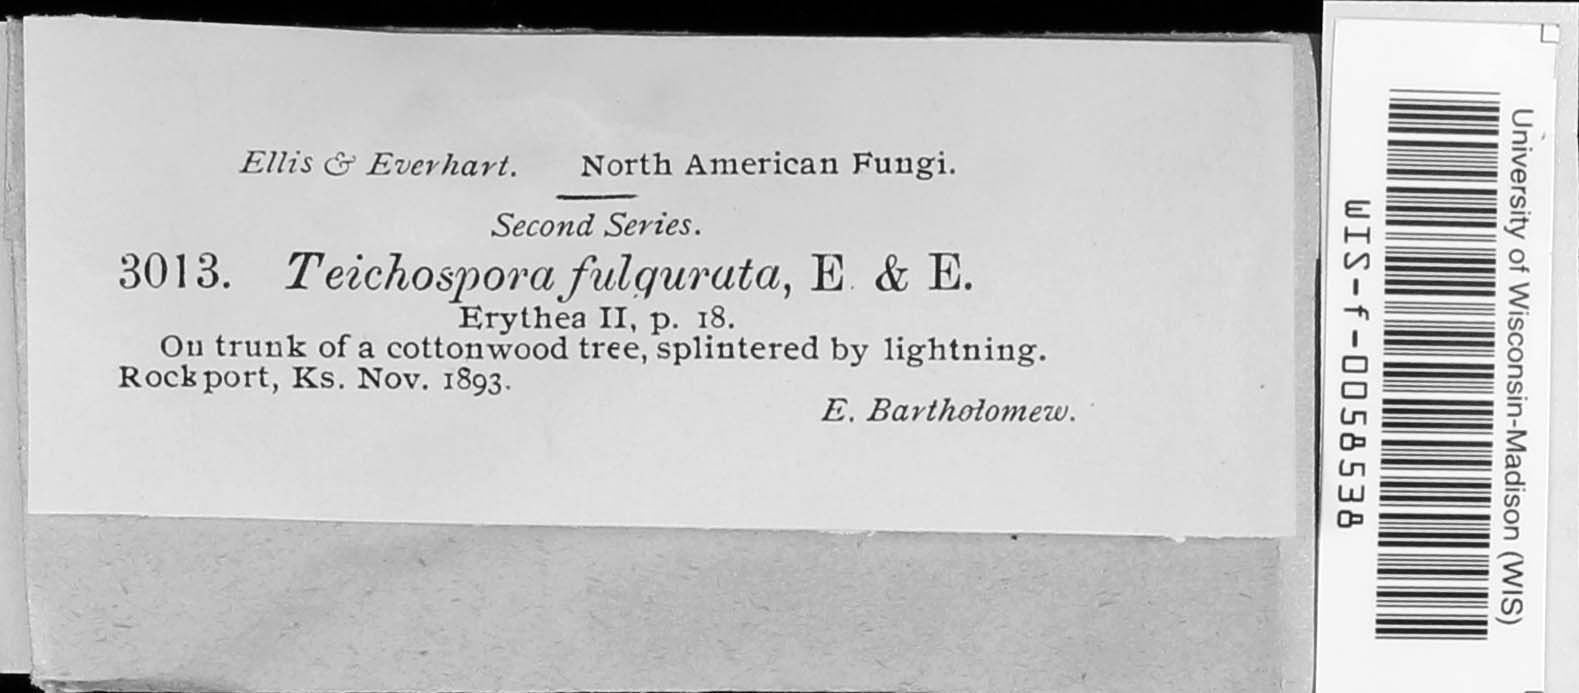 Ellis & Everhart. North American Fungi.
Second Series.
3013. Teichospora fulgurata, E. & E.
Erythea II, p. 18.
On trunk of a cottonwood tree, splintered by lightning.
Rockport, Ks. Nov. 1893.
E. Bartholomew.
University of Wisconsin-Madison (WIS)
WIS-f-0058538